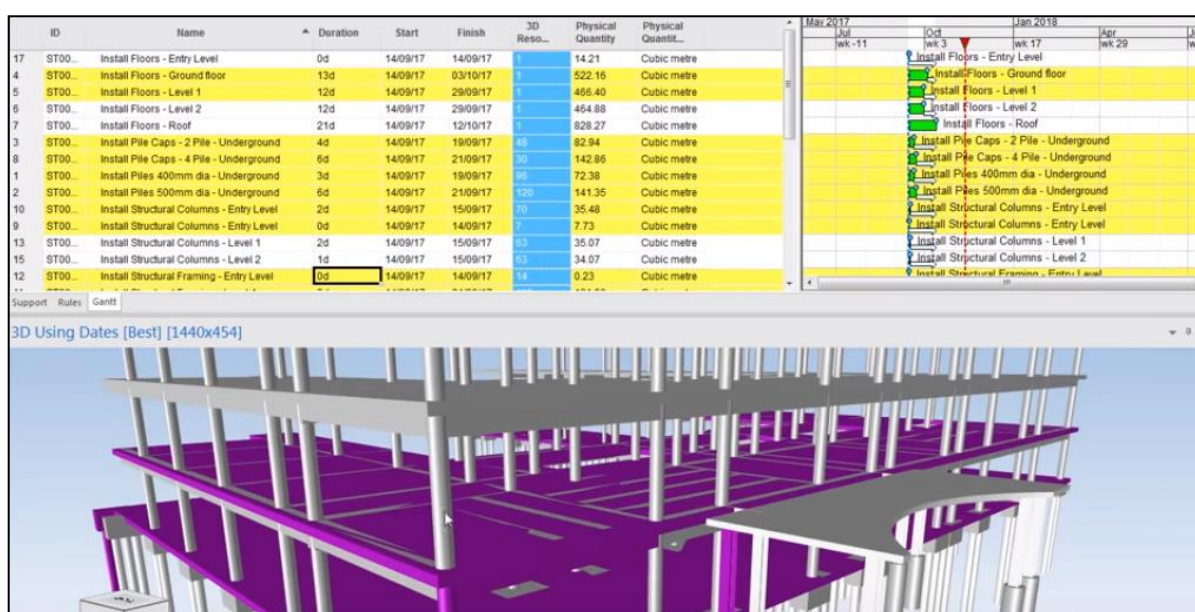 ID Name Duration Start Finish 3D Reso... Physical Quantity Physical Quantit...
May 2017 Jan 2018
Jul Oct Apr
wk -11 wk 3 wk 17 wk 29
17 ST00... Install Floors - Entry Level 0d 14/09/17 14/09/17 1 14.21 Cubic metre Install Floors - Entry Level
4 ST00... Install Floors - Ground floor 13d 14/09/17 03/10/17 1 522.16 Cubic metre Install Floors - Ground floor
5 ST00... Install Floors - Level 1 12d 14/09/17 29/09/17 1 466.40 Cubic metre Install Floors - Level 1
6 ST00... Install Floors - Level 2 12d 14/09/17 29/09/17 1 464.88 Cubic metre Install Floors - Level 2
7 ST00... Install Floors - Roof 21d 14/09/17 12/10/17 1 828.27 Cubic metre Install Floors - Roof
3 ST00... Install Pile Caps - 2 Pile - Underground 4d 14/09/17 19/09/17 48 82.94 Cubic metre Install Pile Caps - 2 Pile - Underground
8 ST00... Install Pile Caps - 4 Pile - Underground 6d 14/09/17 21/09/17 30 142.86 Cubic metre Install Pile Caps - 4 Pile - Underground
1 ST00... Install Piles 400mm dia - Underground 3d 14/09/17 19/09/17 96 72.38 Cubic metre Install Piles 400mm dia - Underground
2 ST00... Install Piles 500mm dia - Underground 6d 14/09/17 21/09/17 120 141.35 Cubic metre Install Piles 500mm dia - Underground
10 ST00... Install Structural Columns - Entry Level 2d 14/09/17 15/09/17 70 35.48 Cubic metre Install Structural Columns - Entry Level
9 ST00... Install Structural Columns - Entry Level 0d 14/09/17 14/09/17 7 7.73 Cubic metre Install Structural Columns - Entry Level
13 ST00... Install Structural Columns - Level 1 2d 14/09/17 15/09/17 63 35.07 Cubic metre Install Structural Columns - Level 1
15 ST00... Install Structural Columns - Level 2 1d 14/09/17 15/09/17 63 34.07 Cubic metre Install Structural Columns - Level 2
12 ST00... Install Structural Framing - Entry Level 0d 14/09/17 14/09/17 14 0.23 Cubic metre Install Structural Framing - Entry Level
Support Rules Gantt
3D Using Dates [Best] [1440x454]